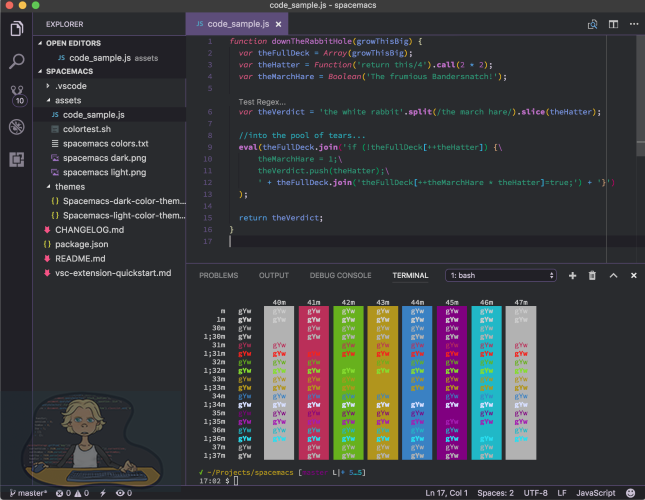 code_sample.js - spacemacs
EXPLORER
OPEN EDITORS
JS code_sample.js assets
SPACEMACS
.vscode
assets
JS code_sample.js
colortest.sh
spacemacs colors.txt
spacemacs dark.png
spacemacs light.png
themes
{} Spacemacs-dark-color-them...
{} Spacemacs-light-color-them...
CHANGELOG.md
{} package.json
README.md
vsc-extension-quickstart.md
10
JS code_sample.js ×
1 function downTheRabbitHole(growThisBig) {
2 var theFullDeck = Array(growThisBig);
3 var theHatter = Function('return this/4').call(2 * 2);
4 var theMarchHare = Boolean('The frumious Bandersnatch!');
5
Test Regex...
6 var theVerdict = 'the white rabbit'.split(/the march hare/).slice(theHatter);
7
8 //into the pool of tears...
9 eval(theFullDeck.join('if (!theFullDeck[++theHatter]) {\
10 theMarchHare = 1;\
11 theVerdict.push(theHatter);\
12 ' + theFullDeck.join('theFullDeck[++theMarchHare * theHatter]=true;') + '}')
13 );
14
15 return theVerdict;
16 }
17
PROBLEMS OUTPUT DEBUG CONSOLE TERMINAL 1: bash
40m 41m 42m 43m 44m 45m 46m 47m
m gYw gYw gYw gYw gYw gYw gYw gYw gYw
1m gYw gYw gYw gYw gYw gYw gYw gYw gYw
30m gYw gYw gYw gYw gYw gYw gYw gYw
1;30m gYw gYw gYw gYw gYw gYw gYw gYw
31m gYw gYw gYw gYw gYw gYw gYw gYw
1;31m gYw gYw gYw gYw gYw gYw gYw gYw gYw
32m gYw gYw gYw gYw gYw gYw gYw gYw
1;32m gYw gYw gYw gYw gYw gYw gYw gYw gYw
33m gYw gYw gYw gYw gYw gYw gYw gYw
1;33m gYw gYw gYw gYw gYw gYw gYw gYw
34m gYw gYw gYw gYw gYw gYw gYw gYw
1;34m gYw gYw gYw gYw gYw gYw gYw gYw gYw
35m gYw gYw gYw gYw gYw gYw gYw gYw
1;35m gYw gYw gYw gYw gYw gYw gYw gYw gYw
36m gYw gYw gYw gYw gYw gYw gYw gYw
1;36m gYw gYw gYw gYw gYw gYw gYw gYw gYw
37m gYw gYw gYw gYw gYw gYw gYw gYw
1;37m gYw gYw gYw gYw gYw gYw gYw gYw
√ ~/Projects/spacemacs [
17:02 $
master* 0 0 0 Ln 17, Col 1 Spaces: 2 UTF-8 LF JavaScript